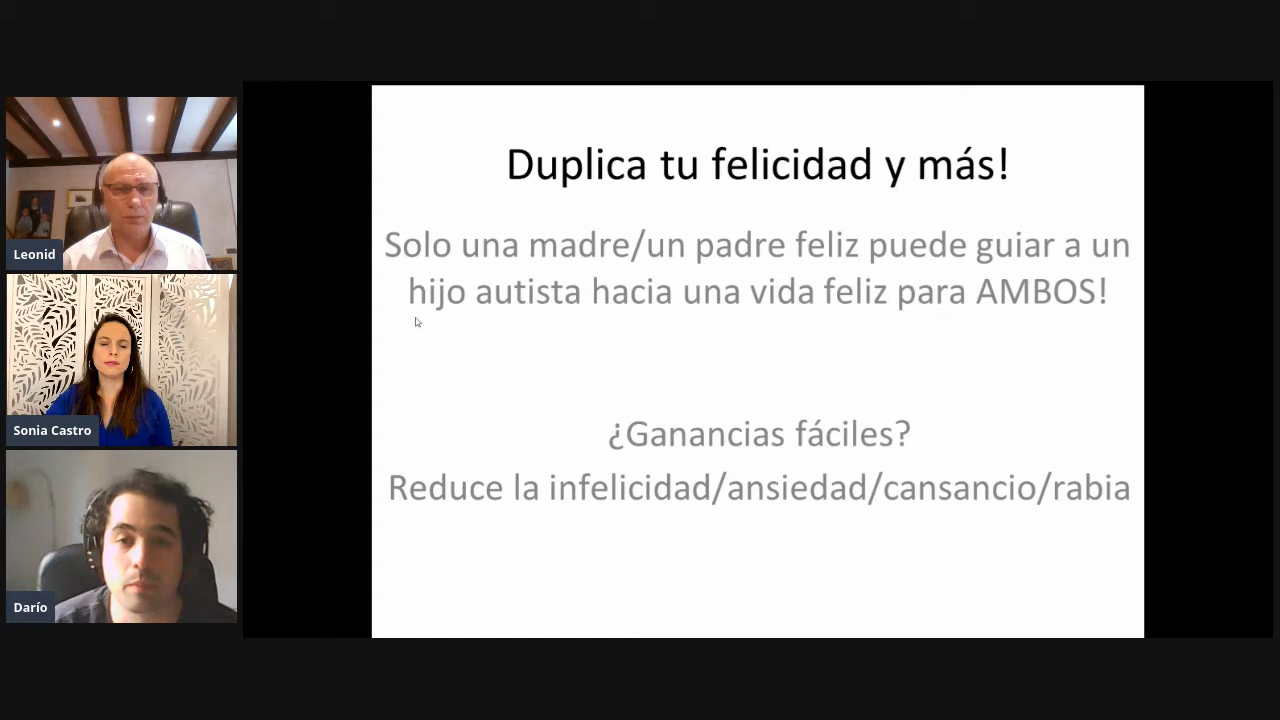 Leonid
Sonia Castro
Darío
Duplica tu felicidad y más!
Solo una madre/un padre feliz puede guiar a un
hijo autista hacia una vida feliz para AMBOS!
¿Ganancias fáciles?
Reduce la infelicidad/ansiedad/cansancio/rabia